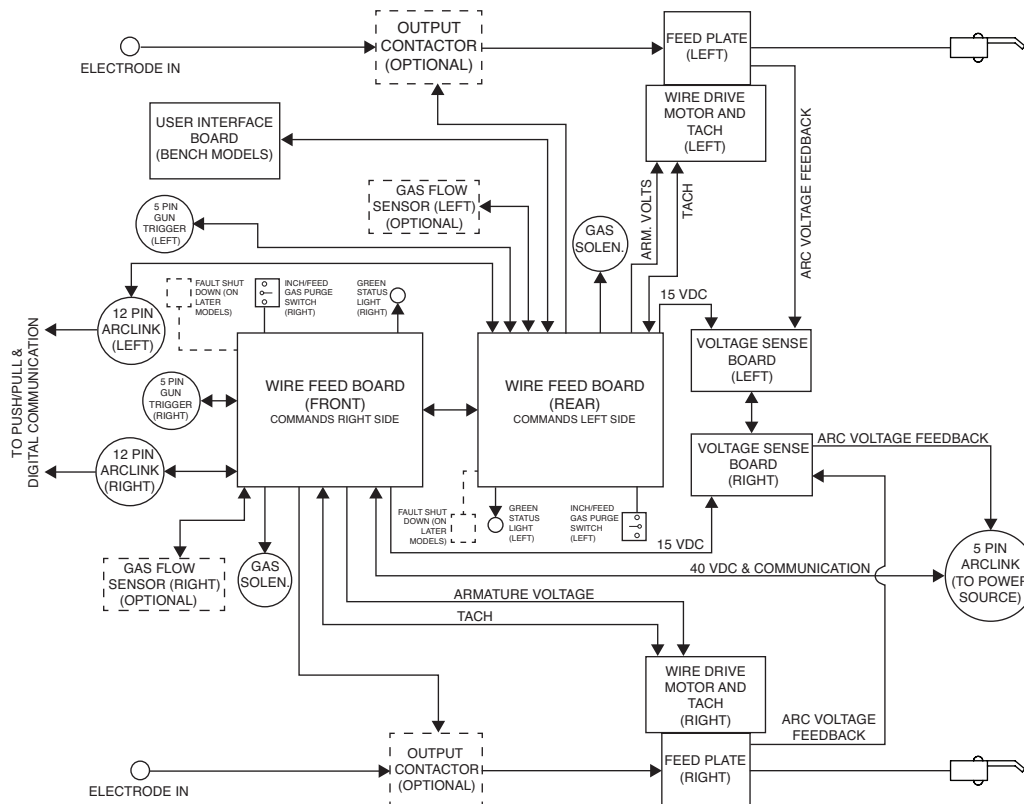 ELECTRODE IN
OUTPUT
CONTACTOR
(OPTIONAL)
FEED PLATE
(LEFT)
WIRE DRIVE
MOTOR AND
TACH
(LEFT)
USER INTERFACE
BOARD
(BENCH MODELS)
GAS FLOW
SENSOR (LEFT)
(OPTIONAL)
5 PIN
GUN
TRIGGER
(LEFT)
GAS
SOLEN.
ARM. VOLTS
TACH
ARC VOLTAGE FEEDBACK
FAULT SHUT
DOWN (ON
LATER
MODELS)
INCH/FEED
GAS PURGE
SWITCH
(RIGHT)
GREEN
STATUS
LIGHT
(RIGHT)
15 VDC
12 PIN
ARCLINK
(LEFT)
TO PUSH/PULL &
DIGITAL COMMUNICATION
WIRE FEED BOARD
(FRONT)
COMMANDS RIGHT SIDE
WIRE FEED BOARD
(REAR)
COMMANDS LEFT SIDE
VOLTAGE SENSE
BOARD
(LEFT)
5 PIN
GUN
TRIGGER
(RIGHT)
12 PIN
ARCLINK
(RIGHT)
VOLTAGE SENSE
BOARD
(RIGHT)
ARC VOLTAGE FEEDBACK
FAULT SHUT
DOWN (ON
LATER
MODELS)
GREEN
STATUS
LIGHT
(LEFT)
INCH/FEED
GAS PURGE
SWITCH
(LEFT)
15 VDC
GAS FLOW
SENSOR (RIGHT)
(OPTIONAL)
GAS
SOLEN.
40 VDC & COMMUNICATION
5 PIN
ARCLINK
(TO POWER
SOURCE)
ARMATURE VOLTAGE
TACH
WIRE DRIVE
MOTOR AND
TACH
(RIGHT)
ARC VOLTAGE
FEEDBACK
ELECTRODE IN
OUTPUT
CONTACTOR
(OPTIONAL)
FEED PLATE
(RIGHT)